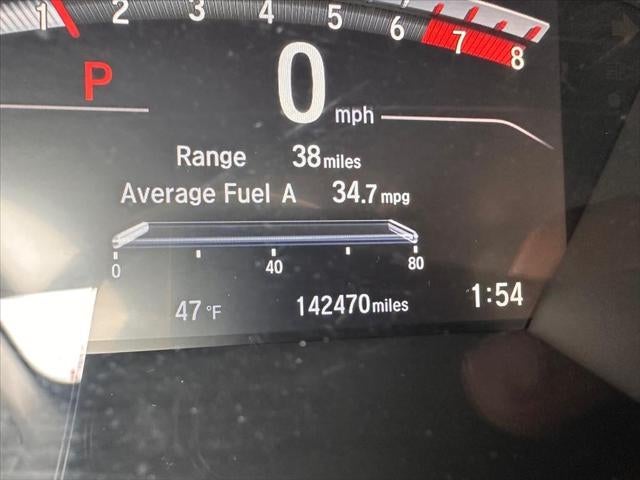 1 2 3 4 5 6 7 8
P 0 mph
Range 38 miles
Average Fuel A 34.7 mpg
0 40 80
47 °F 142470 miles 1:54